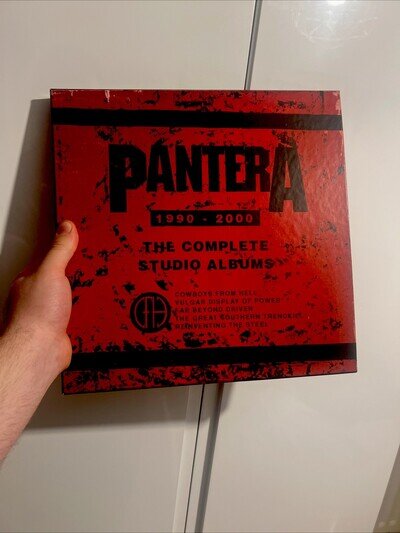 PANTERA
1990 - 2000
THE COMPLETE
STUDIO ALBUMS
COWBOYS FROM HELL
VULGAR DISPLAY OF POWER
FAR BEYOND DRIVEN
THE GREAT SOUTHERN TRENDKILL
REINVENTING THE STEEL
CFH